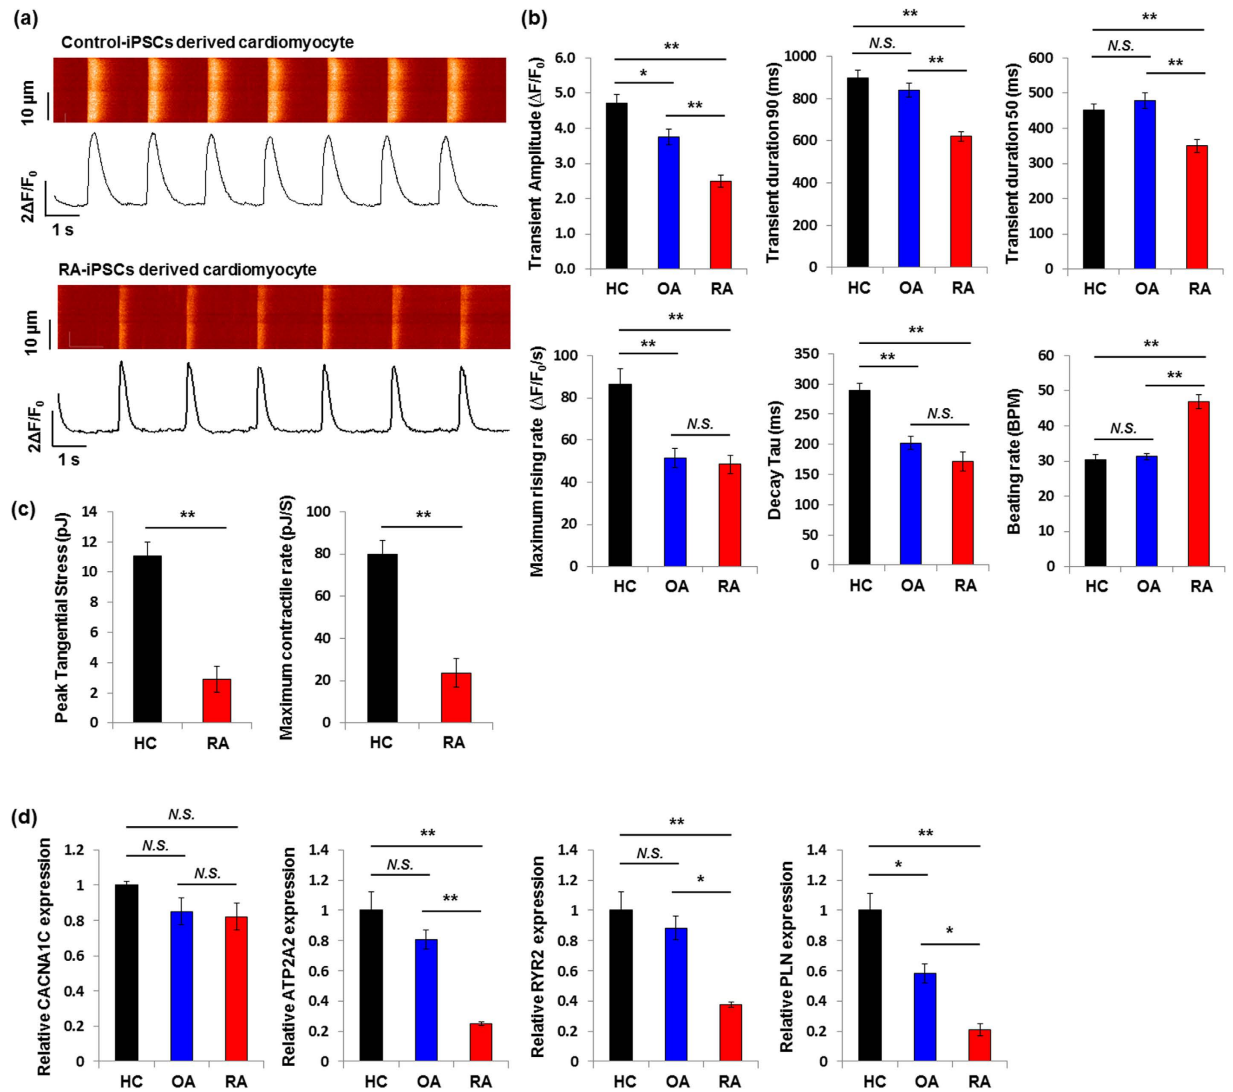 (a)
Control-iPSCs derived cardiomyocyte
10 µm
2ΔF/F0
1 s
RA-iPSCs derived cardiomyocyte
10 µm
2ΔF/F0
1 s
(b)
Transient Amplitude (ΔF/F0)
6.0
5.0
4.0
3.0
2.0
1.0
0.0
**
*
**
HC OA RA
Transient duration 90 (ms)
1000
800
600
400
200
0
**
N.S.
**
HC OA RA
Transient duration 50 (ms)
600
500
400
300
200
100
0
**
N.S.
**
HC OA RA
Maximum rising rate (ΔF/F0/s)
100
80
60
40
20
0
**
**
N.S.
HC OA RA
Decay Tau (ms)
350
300
250
200
150
100
50
0
**
**
N.S.
HC OA RA
Beating rate (BPM)
60
50
40
30
20
10
0
**
**
N.S.
HC OA RA
(c)
Peak Tangential Stress (pJ)
14
12
10
8
6
4
2
0
**
HC RA
Maximum contractile rate (pJ/S)
100
80
60
40
20
0
**
HC RA
(d)
Relative CACNA1C expression
1.2
1
0.8
0.6
0.4
0.2
0
N.S.
N.S.
N.S.
HC OA RA
Relative ATP2A2 expression
1.4
1.2
1
0.8
0.6
0.4
0.2
0
**
N.S.
**
HC OA RA
Relative RYR2 expression
1.4
1.2
1
0.8
0.6
0.4
0.2
0
**
N.S.
*
HC OA RA
Relative PLN expression
1.4
1.2
1
0.8
0.6
0.4
0.2
0
**
*
*
HC OA RA